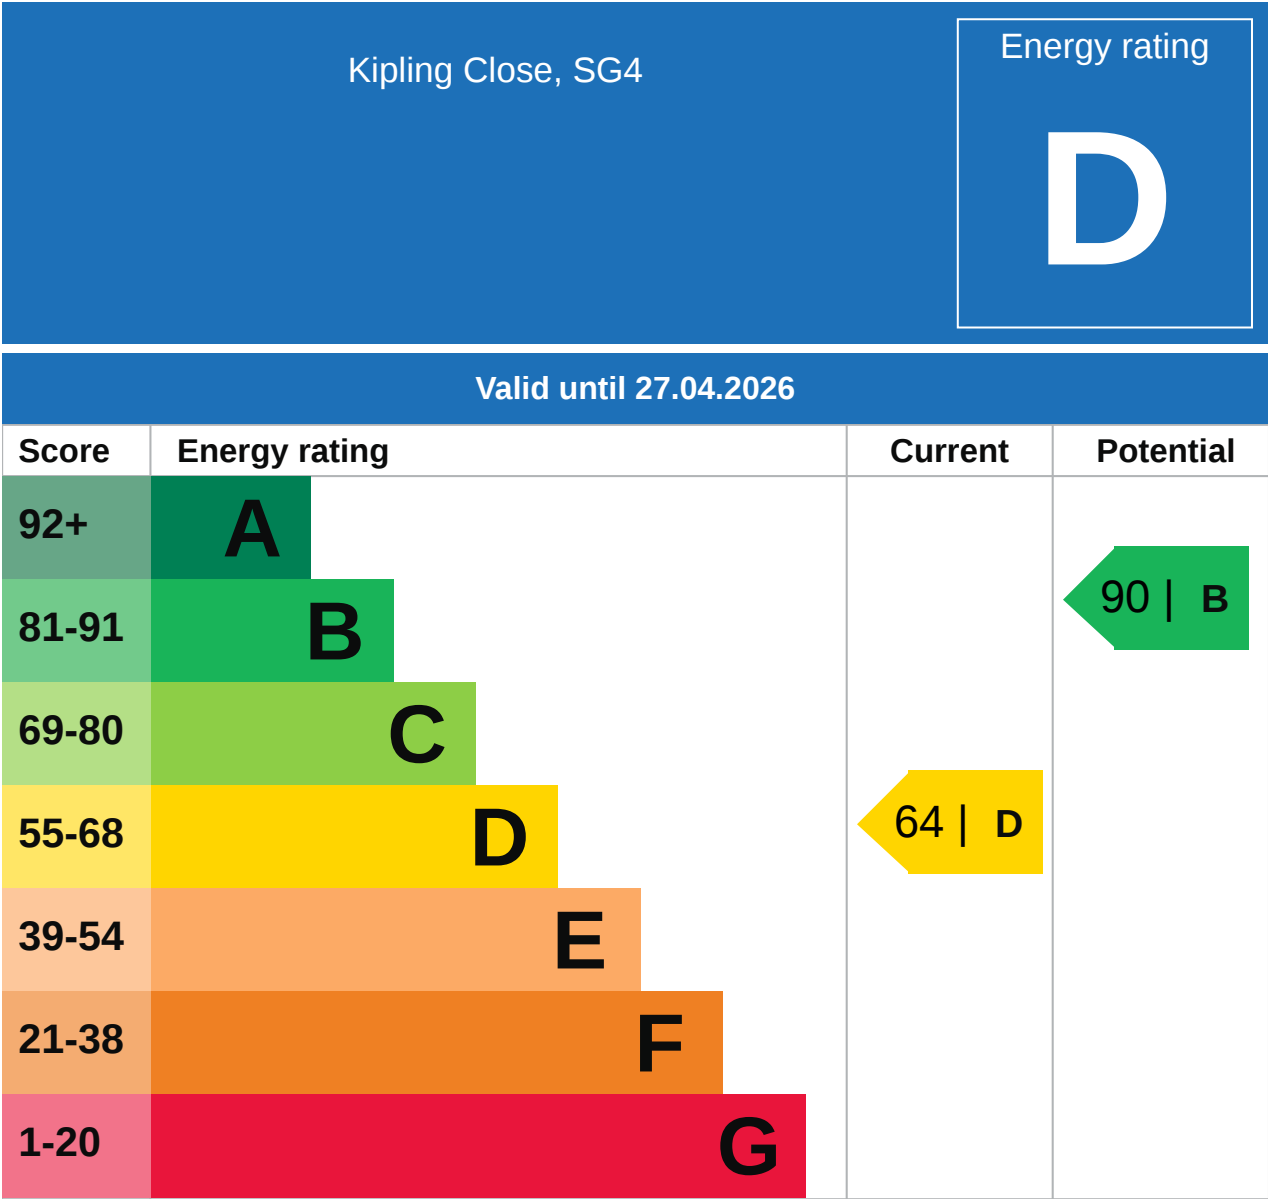 Kipling Close, SG4
Energy rating
D
Valid until 27.04.2026
Score Energy rating Current Potential
92+ A
81-91 B
90 | B
69-80 C
55-68 D
64 | D
39-54 E
21-38 F
1-20 G